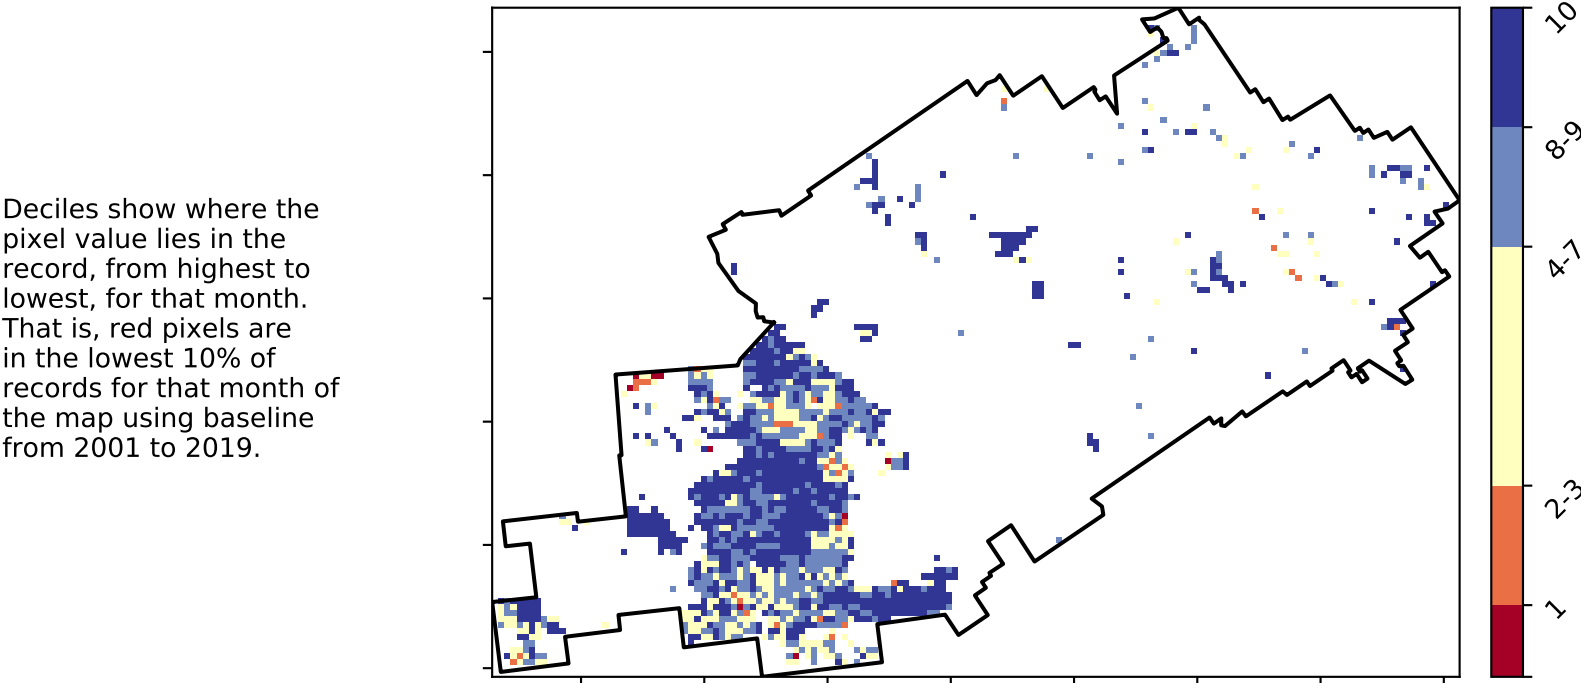 Deciles show where the
pixel value lies in the
record, from highest to
lowest, for that month.
That is, red pixels are
in the lowest 10% of
records for that month of
the map using baseline
from 2001 to 2019.
10
8-9
4-7
2-3
1